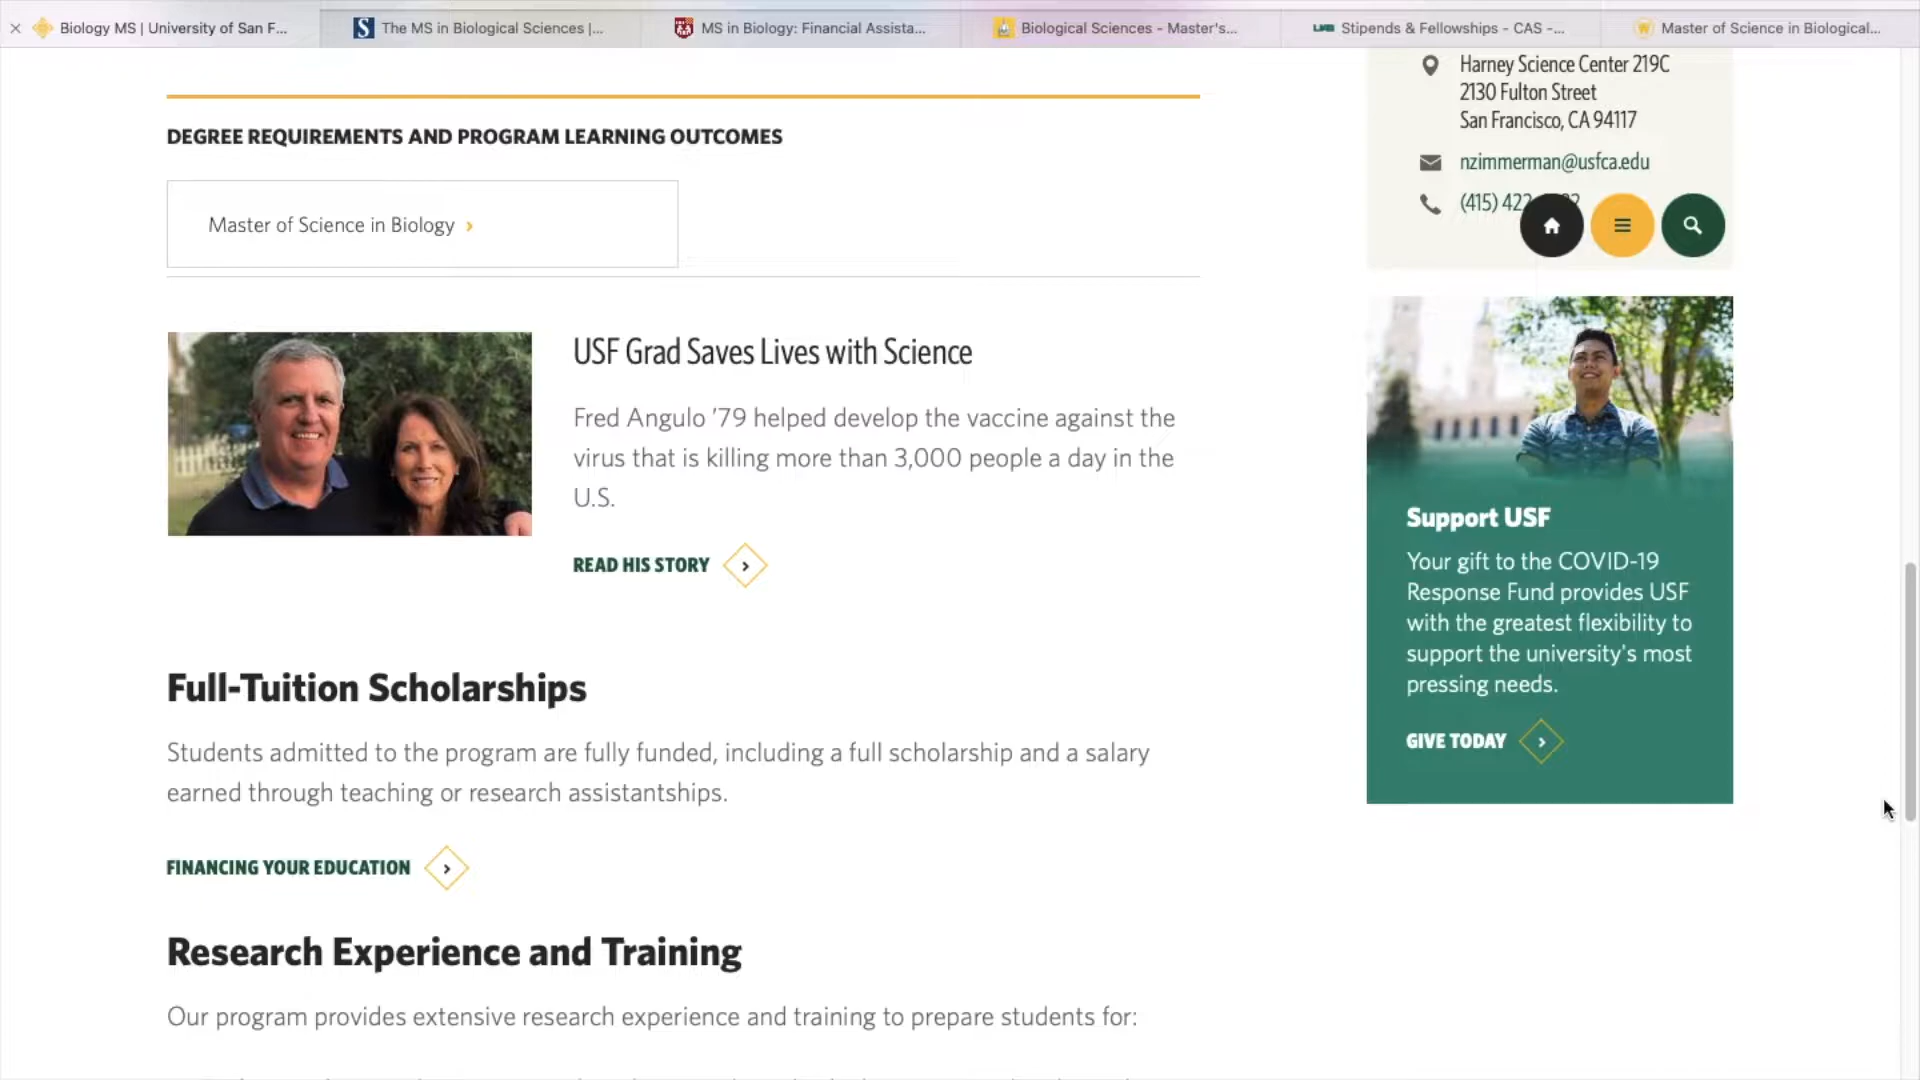 Biology MS | University of San F...
The MS in Biological Sciences |...
MS in Biology: Financial Assista...
Biological Sciences - Master's...
Stipends & Fellowships - CAS -...
Master of Science in Biological...
Harney Science Center 219C
2130 Fulton Street
San Francisco, CA 94117
nzimmerman@usfca.edu
(415) 422
DEGREE REQUIREMENTS AND PROGRAM LEARNING OUTCOMES
Master of Science in Biology
USF Grad Saves Lives with Science
Fred Angulo '79 helped develop the vaccine against the
virus that is killing more than 3,000 people a day in the
U.S.
READ HIS STORY
Full-Tuition Scholarships
Students admitted to the program are fully funded, including a full scholarship and a salary
earned through teaching or research assistantships.
FINANCING YOUR EDUCATION
Research Experience and Training
Our program provides extensive research experience and training to prepare students for:
Support USF
Your gift to the COVID-19
Response Fund provides USF
with the greatest flexibility to
support the university's most
pressing needs.
GIVE TODAY